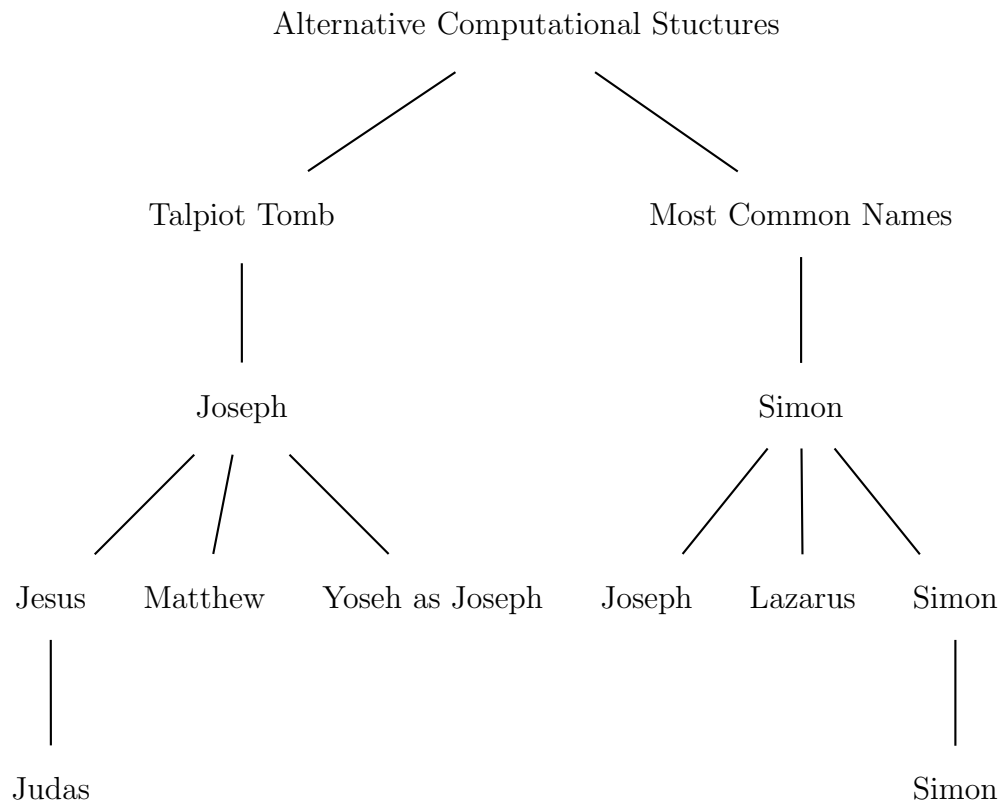 Alternative Computational Stuctures
Talpiot Tomb Most Common Names
Joseph Simon
Jesus Matthew Yoseh as Joseph Joseph Lazarus Simon
Judas Simon